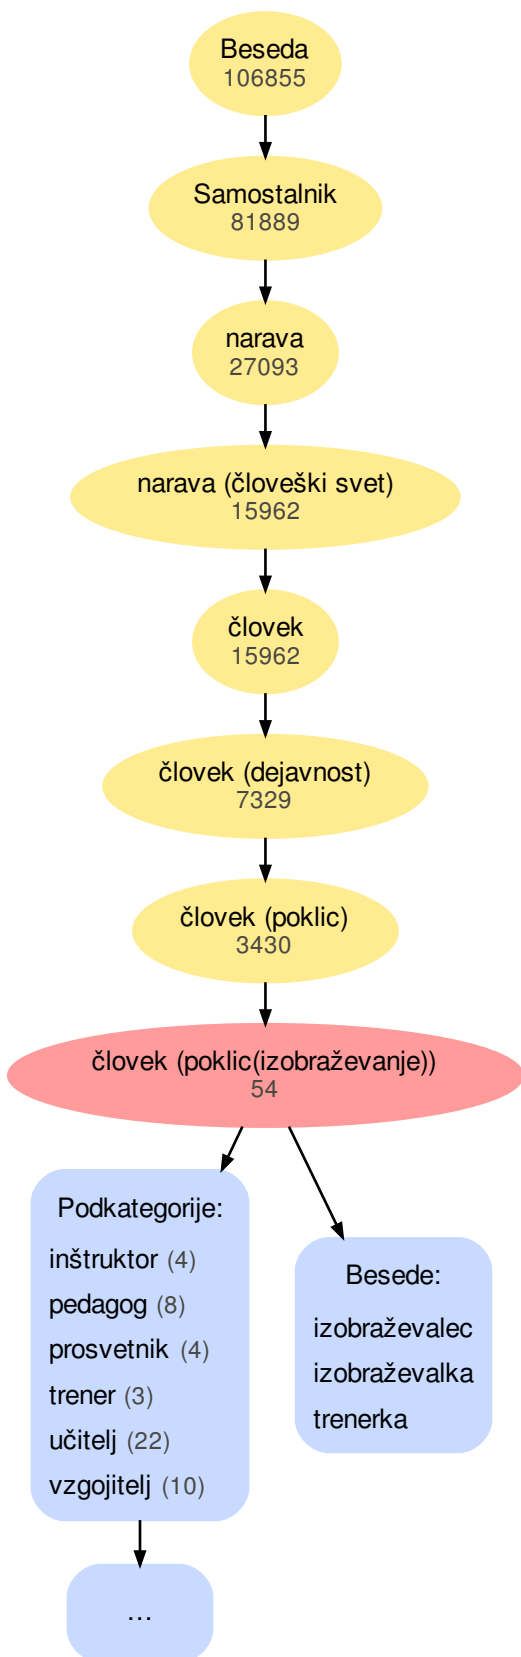 Beseda
106855
Samostalnik
81889
narava
27093
narava (človeški svet)
15962
človek
15962
človek (dejavnost)
7329
človek (poklic)
3430
človek (poklic(izobraževanje))
54
Podkategorije:
inštruktor (4)
pedagog (8)
prosvetnik (4)
trener (3)
učitelj (22)
vzgojitelj (10)
Besede:
izobraževalec
izobraževalka
trenerka
...